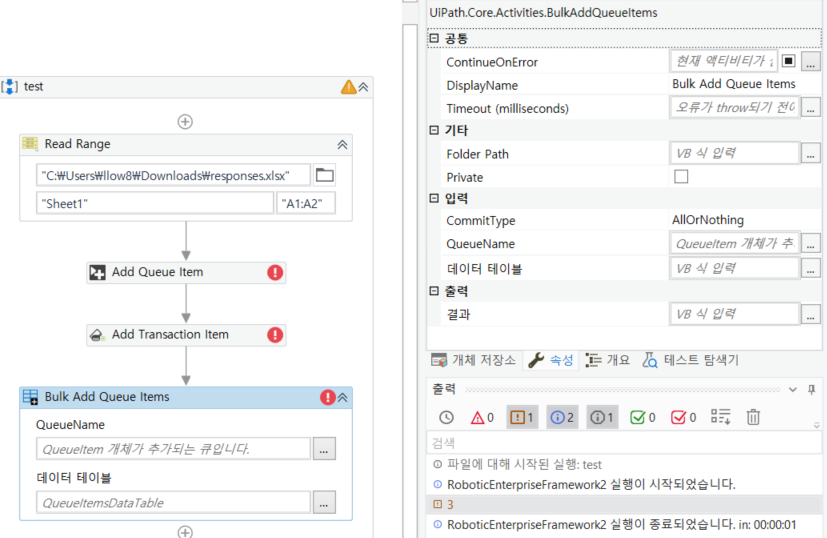 test
Read Range
"C:₩Users₩llow8₩Downloads₩responses.xlsx"
"Sheet1"
"A1:A2"
Add Queue Item
Add Transaction Item
Bulk Add Queue Items
QueueName
QueueItem 개체가 추가되는 큐입니다.
...
데이터 테이블
QueueItemsDataTable
...
UiPath.Core.Activities.BulkAddQueueItems
공통
ContinueOnError 현재 액티비티가 ...
DisplayName Bulk Add Queue Items
Timeout (milliseconds) 오류가 throw되기 전에 ...
기타
Folder Path VB 식 입력 ...
Private
입력
CommitType AllOrNothing
QueueName QueueItem 개체가 추 ...
데이터 테이블 VB 식 입력 ...
출력
결과 VB 식 입력 ...
개체 저장소 속성 개요 테스트 탐색기
출력
0 1 2 1 0 0
검색
파일에 대해 시작된 실행: test
RoboticEnterpriseFramework2 실행이 시작되었습니다.
3
RoboticEnterpriseFramework2 실행이 종료되었습니다. in: 00:00:01